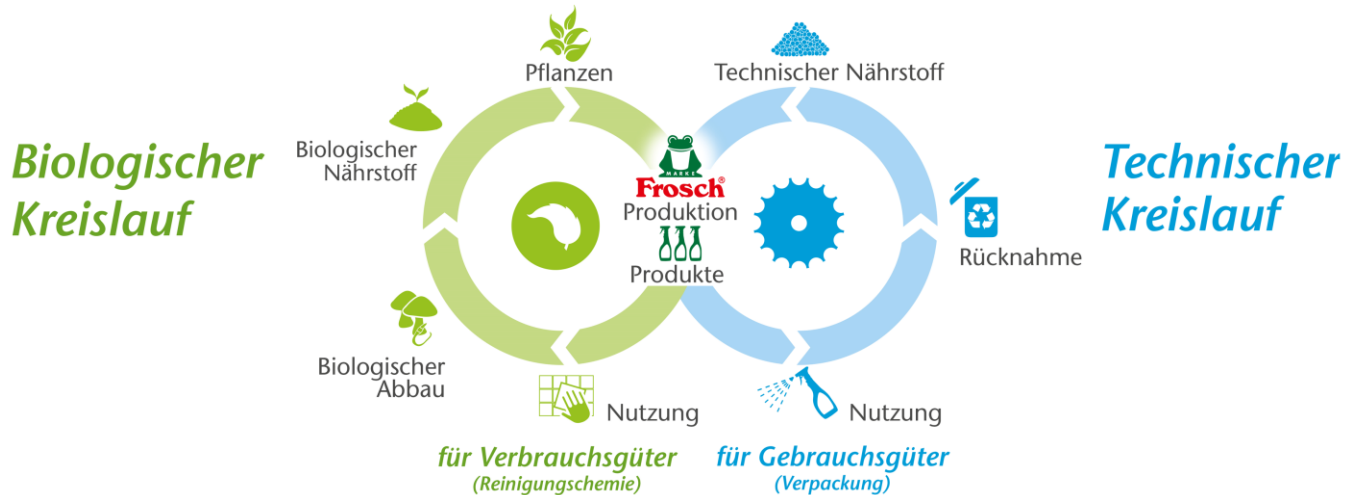 Pflanzen
Technischer Nährstoff
Biologischer
Nährstoff
Biologischer
Kreislauf
MARKE
Frosch®
Produktion
Produkte
Technischer
Kreislauf
Rücknahme
Biologischer
Abbau
Nutzung
Nutzung
für Verbrauchsgüter
(Reinigungschemie)
für Gebrauchsgüter
(Verpackung)